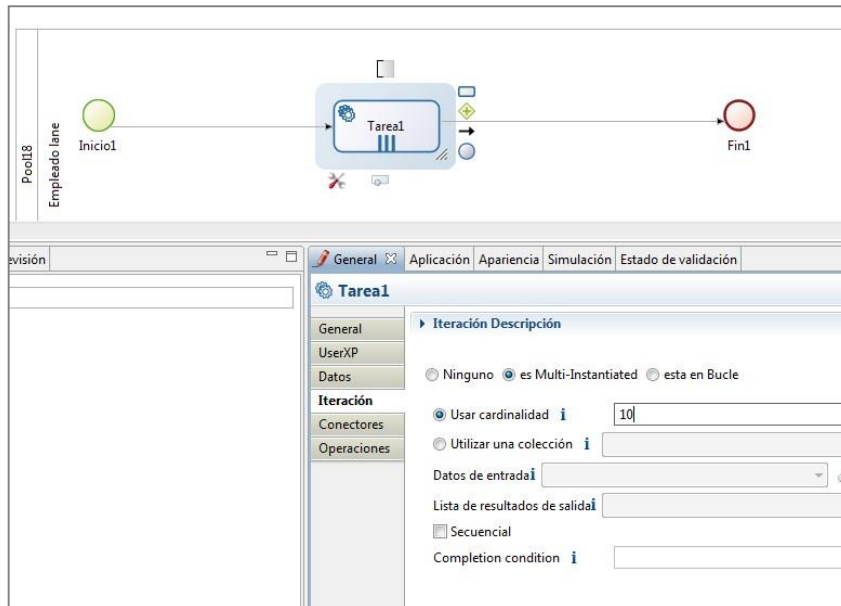 Pool18
Empleado lane
Inicio1
Tarea1
Fin1
evisión
General
Aplicación
Apariencia
Simulación
Estado de validación
Tarea1
General
UserXP
Datos
Iteración
Conectores
Operaciones
Iteración Descripción
Ninguno es Multi-Instantiated esta en Bucle
Usar cardinalidad i 10
Utilizar una colección i
Datos de entrada i
Lista de resultados de salida i
Secuencial
Completion condition i